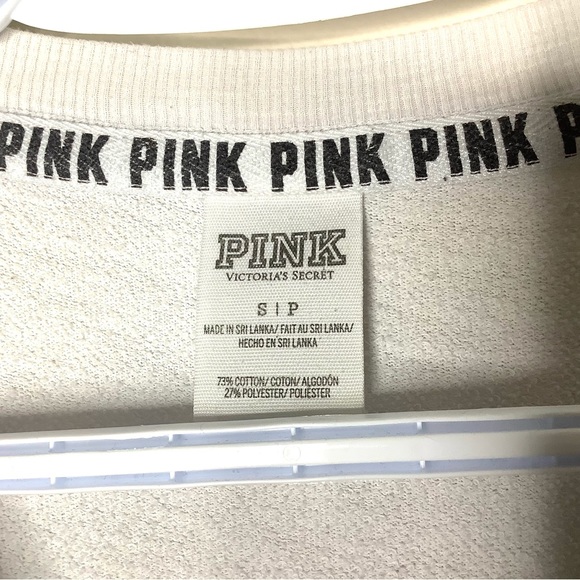 PINK PINK PINK PINK P
PINK
VICTORIA'S SECRET
S | P
MADE IN SRI LANKA/ FAIT AU SRI LANKA/
HECHO EN SRI LANKA
73% COTTON/ COTON/ ALGODÓN
27% POLYESTER/ POLIÉSTER